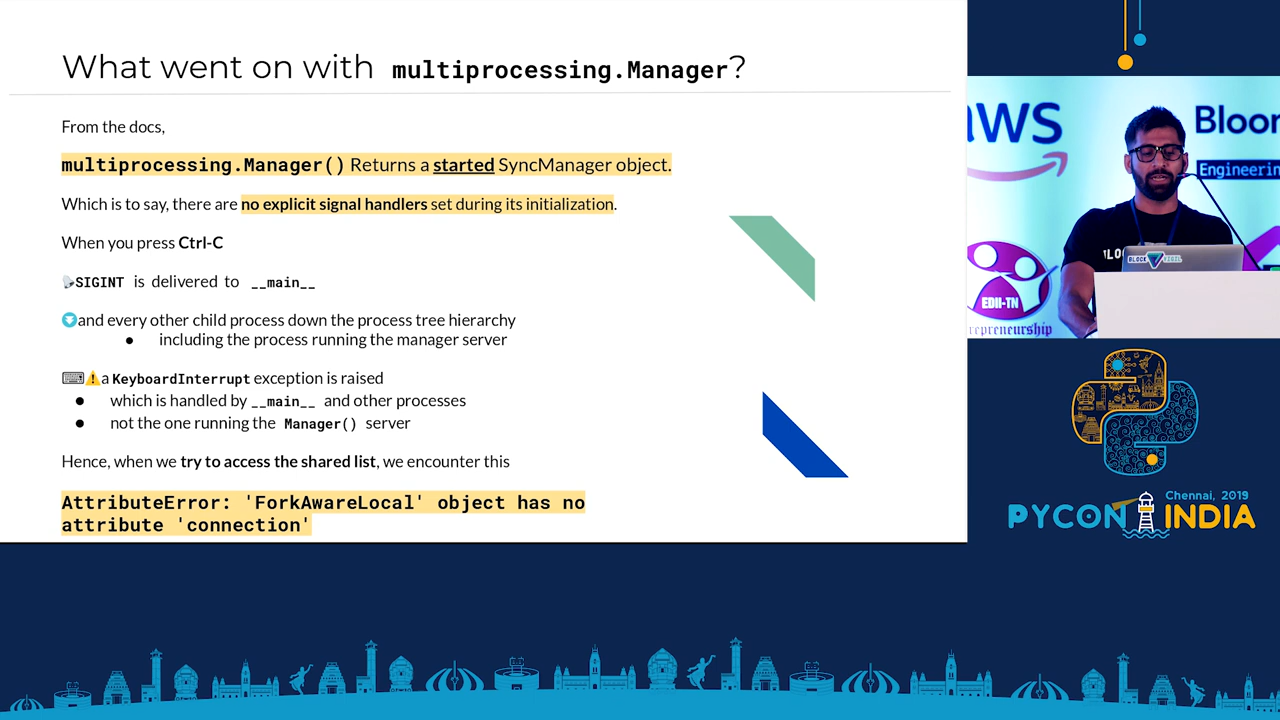 What went on with multiprocessing.Manager?
From the docs,
multiprocessing.Manager() Returns a started SyncManager object.
Which is to say, there are no explicit signal handlers set during its initialization.
When you press Ctrl-C
SIGINT is delivered to __main__
and every other child process down the process tree hierarchy
● including the process running the manager server
a KeyboardInterrupt exception is raised
● which is handled by __main__ and other processes
● not the one running the Manager() server
Hence, when we try to access the shared list, we encounter this
AttributeError: 'ForkAwareLocal' object has no
attribute 'connection'
aws
Bloor
Engineerin
BLOCK VIGIL
EDII-TN
repreneurship
Chennai, 2019
PYCON INDIA